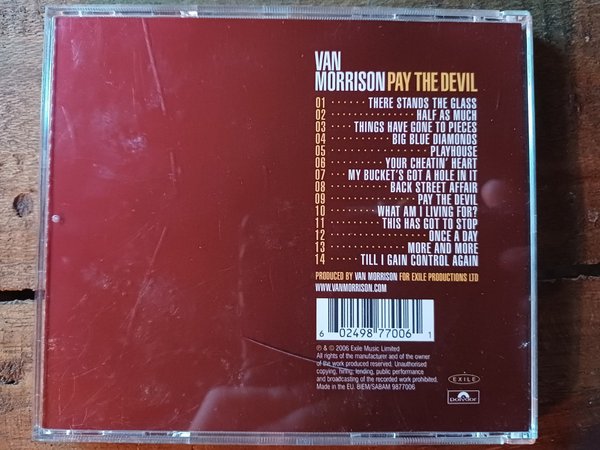 VAN
MORRISON PAY THE DEVIL
01 ······ THERE STANDS THE GLASS
02 ·············· HALF AS MUCH
03 ···· THINGS HAVE GONE TO PIECES
04 ·········· BIG BLUE DIAMONDS
05 ················ PLAYHOUSE
06 ········· YOUR CHEATIN' HEART
07 ··· MY BUCKET'S GOT A HOLE IN IT
08 ·········· BACK STREET AFFAIR
09 ·············· PAY THE DEVIL
10 ········ WHAT AM I LIVING FOR?
11 ········· THIS HAS GOT TO STOP
12 ················ ONCE A DAY
13 ············ MORE AND MORE
14 ····· TILL I GAIN CONTROL AGAIN
PRODUCED BY VAN MORRISON FOR EXILE PRODUCTIONS LTD
WWW.VANMORRISON.COM
6 02498 77006 1
℗ & © 2006 Exile Music Limited
All rights of the manufacturer and of the owner
of the work produced reserved. Unauthorised
copying, hiring, lending, public performance
and broadcasting of the recorded work prohibited.
Made in the EU. BIEM/SABAM 9877006
EXILE
polydor